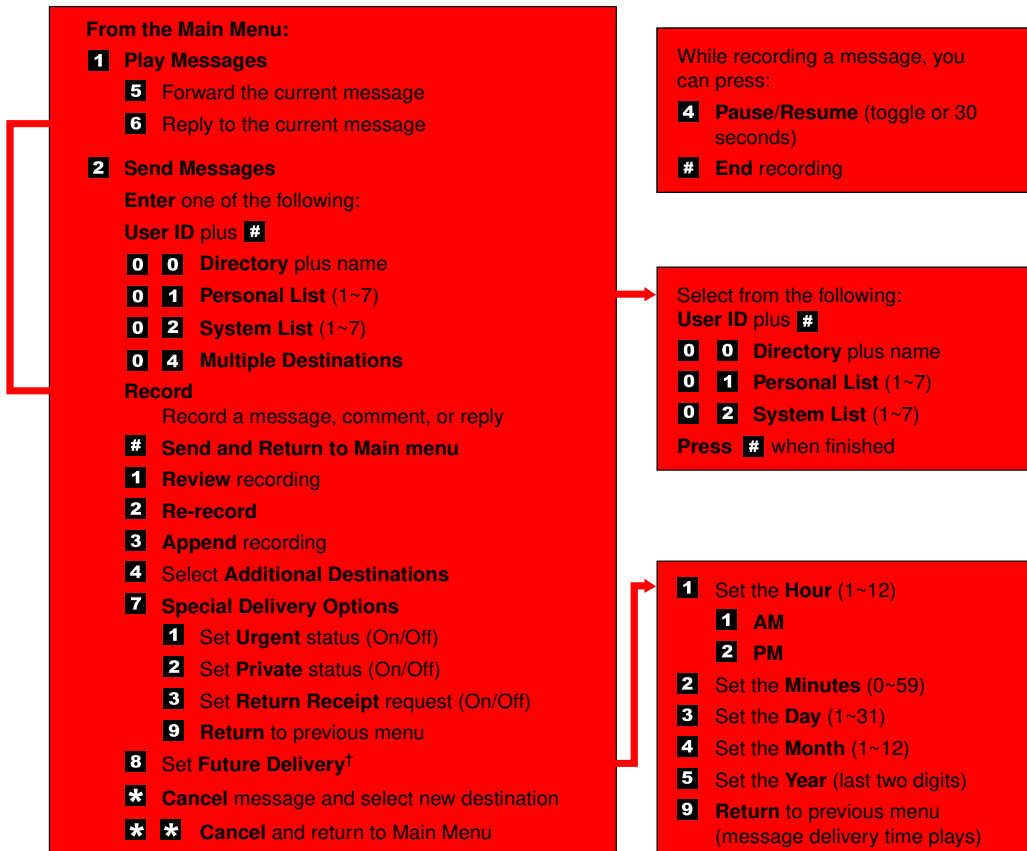 From the Main Menu:
1 Play Messages
5 Forward the current message
6 Reply to the current message
2 Send Messages
Enter one of the following:
User ID plus #
0 0 Directory plus name
0 1 Personal List (1~7)
0 2 System List (1~7)
0 4 Multiple Destinations
Record
Record a message, comment, or reply
# Send and Return to Main menu
1 Review recording
2 Re-record
3 Append recording
4 Select Additional Destinations
7 Special Delivery Options
1 Set Urgent status (On/Off)
2 Set Private status (On/Off)
3 Set Return Receipt request (On/Off)
9 Return to previous menu
8 Set Future Delivery†
* Cancel message and select new destination
* * Cancel and return to Main Menu
While recording a message, you
can press:
4 Pause/Resume (toggle or 30
seconds)
# End recording
Select from the following:
User ID plus #
0 0 Directory plus name
0 1 Personal List (1~7)
0 2 System List (1~7)
Press # when finished
1 Set the Hour (1~12)
1 AM
2 PM
2 Set the Minutes (0~59)
3 Set the Day (1~31)
4 Set the Month (1~12)
5 Set the Year (last two digits)
9 Return to previous menu
(message delivery time plays)